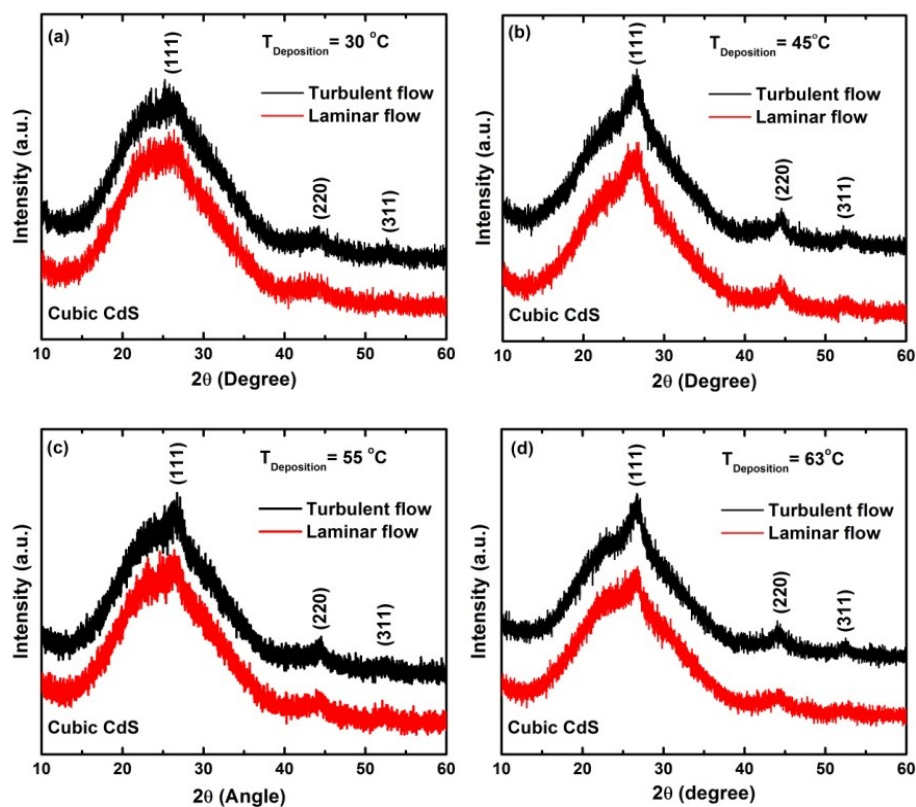 (a)
T Deposition = 30 °C
(111)
Turbulent flow
Laminar flow
(220)
(311)
Cubic CdS
Intensity (a.u.)
10 20 30 40 50 60
2θ (Degree)
(b)
T Deposition = 45°C
(111)
Turbulent flow
Laminar flow
(220)
(311)
Cubic CdS
Intensity (a.u.)
10 20 30 40 50 60
2θ (Degree)
(c)
T Deposition = 55 °C
(111)
Turbulent flow
Laminar flow
(220)
(311)
Cubic CdS
Intensity (a.u.)
10 20 30 40 50 60
2θ (Angle)
(d)
T Deposition = 63°C
(111)
Turbulent flow
Laminar flow
(220)
(311)
Cubic CdS
Intensity (a.u.)
10 20 30 40 50 60
2θ (degree)